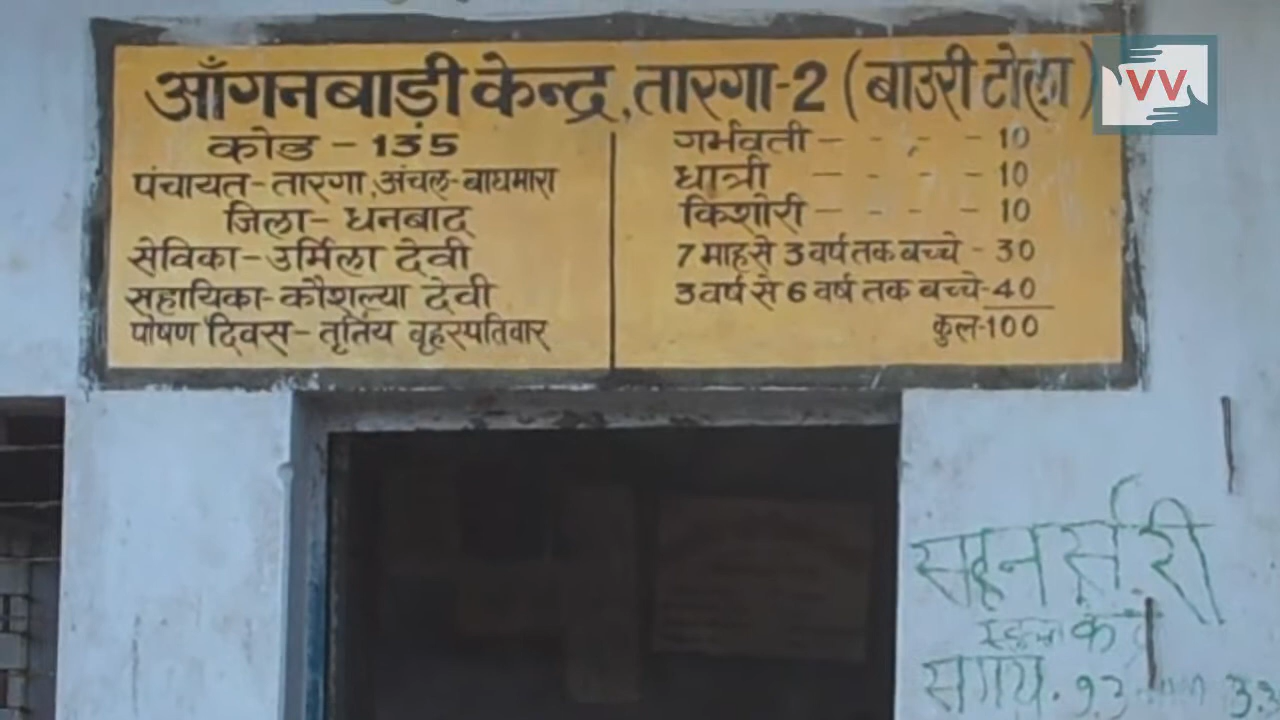 आँगनबाड़ी केन्द्र, तारगा-2 (बाउरी टोला)
कोड - 135
पंचायत-तारगा,अंचल-बाघमारा
जिला- धनबाद
सेविका-उर्मिला देवी
सहायिका-कौशल्या देवी
पोषण दिवस- तृतिय वृहस्पतिवार
गर्भवती - - - - 10
धात्री - - - - 10
किशोरी - - - - 10
7 माह से 3 वर्ष तक बच्चे - 30
3 वर्ष से 6 वर्ष तक बच्चे-40
कुल-100
VV
समय